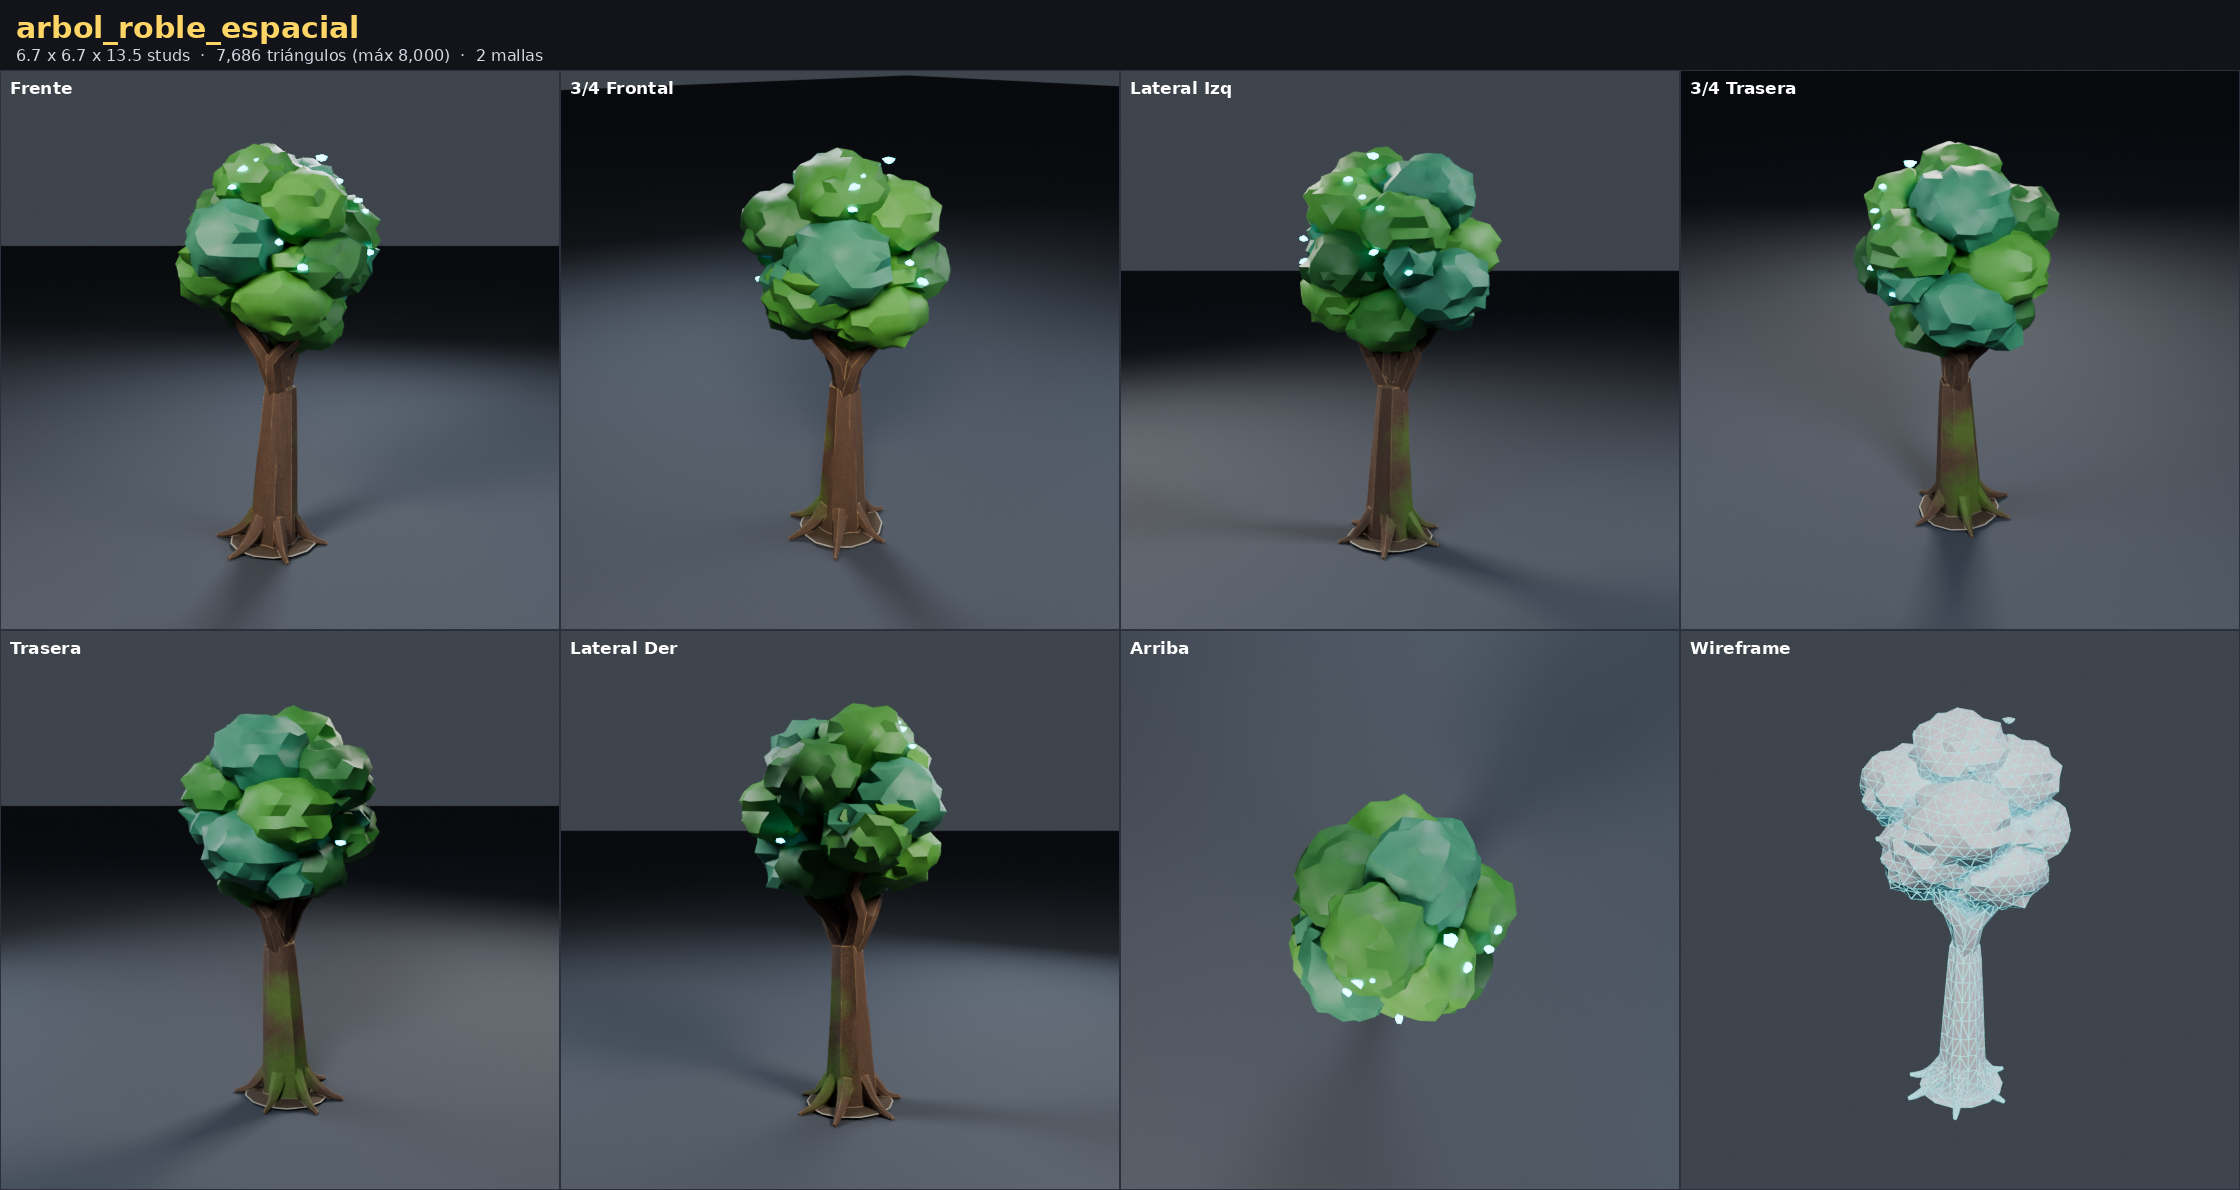 arbol_roble_espacial
6.7 x 6.7 x 13.5 studs · 7,686 triángulos (máx 8,000) · 2 mallas
Frente
3/4 Frontal
Lateral Izq
3/4 Trasera
Trasera
Lateral Der
Arriba
Wireframe